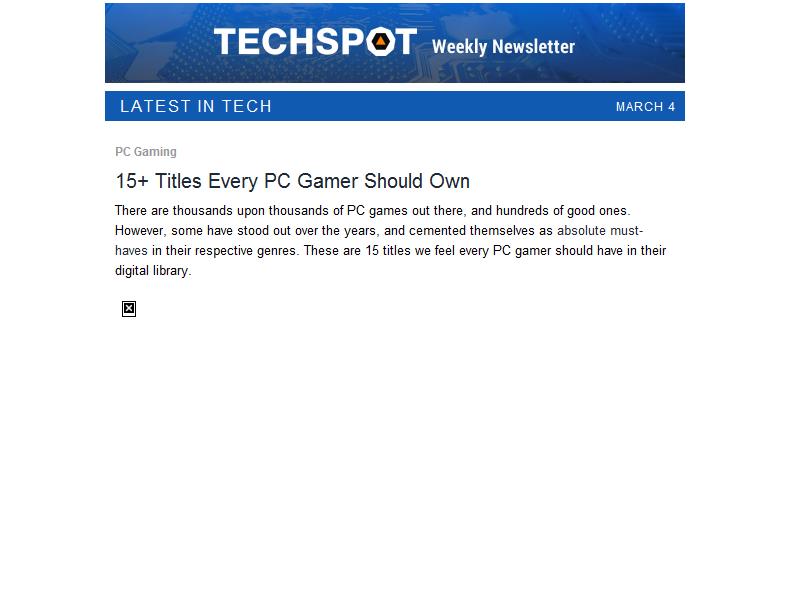 TECHSPOT Weekly Newsletter
LATEST IN TECH MARCH 4
PC Gaming
15+ Titles Every PC Gamer Should Own
There are thousands upon thousands of PC games out there, and hundreds of good ones.
However, some have stood out over the years, and cemented themselves as absolute must-
haves in their respective genres. These are 15 titles we feel every PC gamer should have in their
digital library.